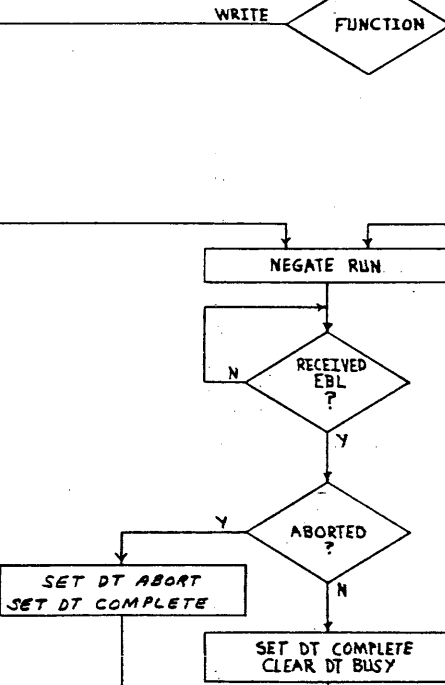 WRITE
FUNCTION
NEGATE RUN
RECEIVED
EBL
?
N
Y
ABORTED
?
Y
N
SET DT ABORT
SET DT COMPLETE
SET DT COMPLETE
CLEAR DT BUSY